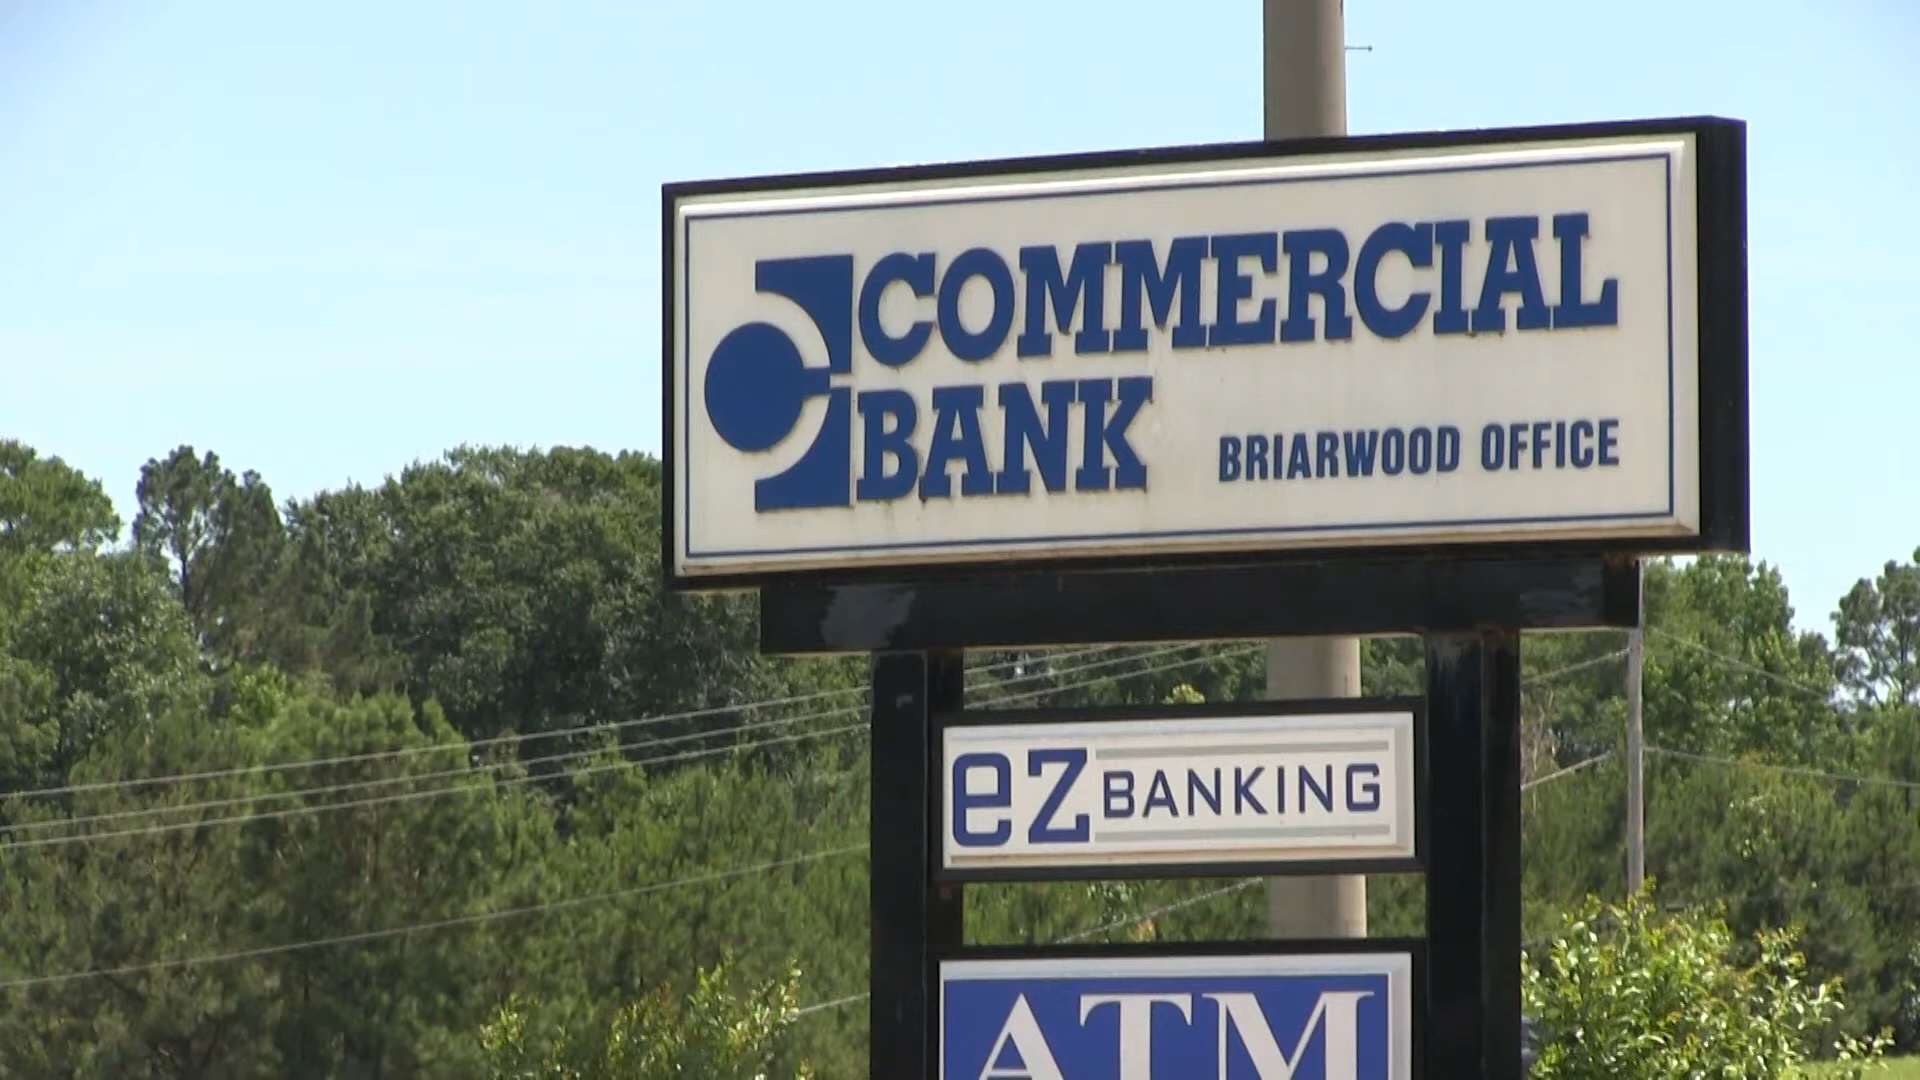 COMMERCIAL
BANK
BRIARWOOD OFFICE
ez BANKING
ATM